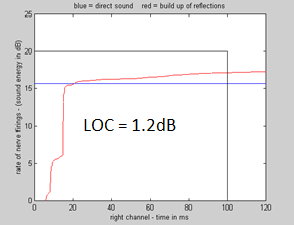 blue = direct sound    red = build up of reflections
rate of nerve firings - (sound energy in dB)
25
20
15
10
5
0
LOC = 1.2dB
0 20 40 60 80 100 120
right channel - time in ms